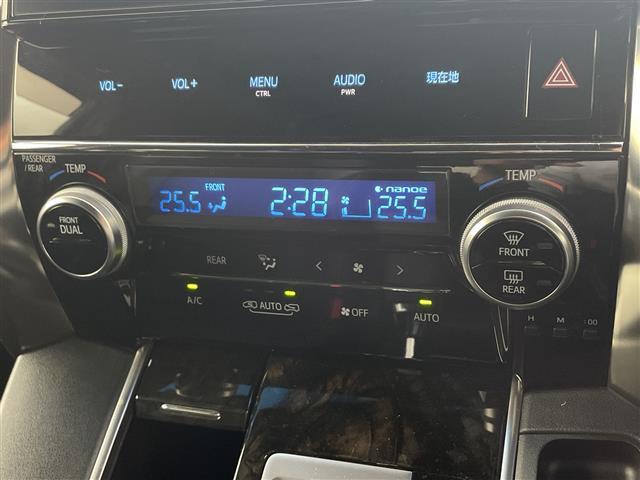 VOL− VOL+ MENU AUDIO 現在地
CTRL PWR
PASSENGER
/ REAR
TEMP TEMP
FRONT nanoe
25.5 2:28 25.5
FRONT
DUAL
FRONT
REAR
REAR
A/C AUTO OFF AUTO
H M :00